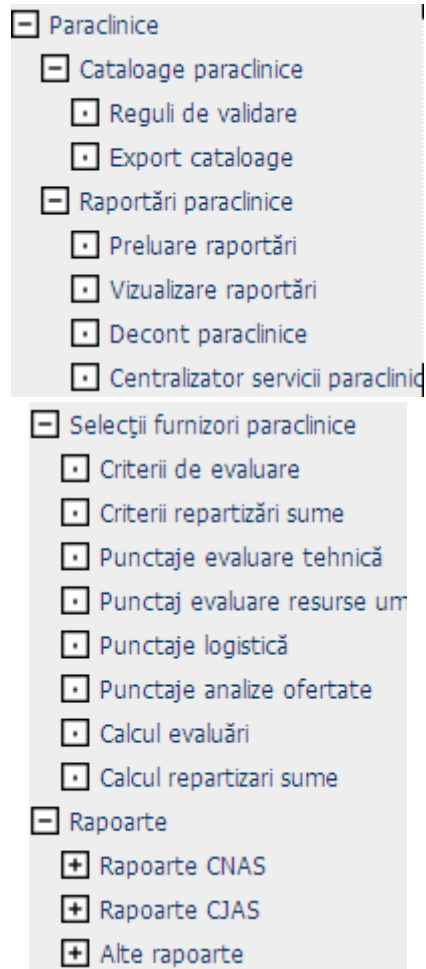 Paraclinice
Cataloage paraclinice
Reguli de validare
Export cataloage
Raportări paraclinice
Preluare raportări
Vizualizare raportări
Decont paraclinice
Centralizator servicii paraclinic
Selecţii furnizori paraclinice
Criterii de evaluare
Criterii repartizări sume
Punctaje evaluare tehnică
Punctaj evaluare resurse um
Punctaje logistică
Punctaje analize ofertate
Calcul evaluări
Calcul repartizari sume
Rapoarte
Rapoarte CNAS
Rapoarte CJAS
Alte rapoarte